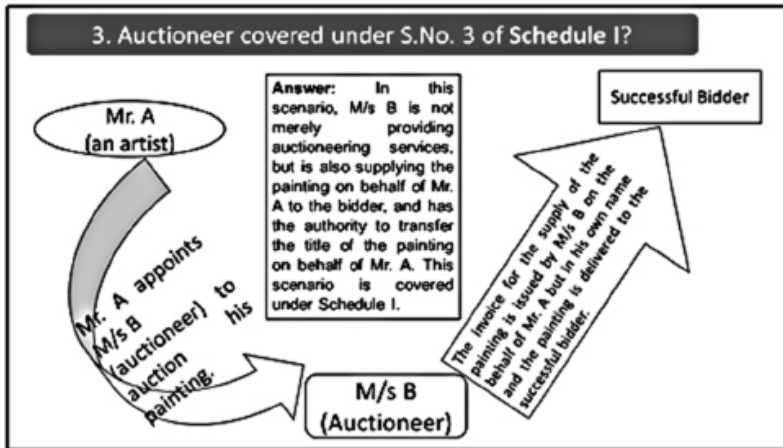 3. Auctioneer covered under S.No. 3 of Schedule I?
Mr. A
(an artist)
Mr. A appoints
M/s B
(auctioneer) to
auction his
painting.
Answer: In this
scenario, M/s B is not
merely providing
auctioneering services,
but is also supplying the
painting on behalf of Mr.
A to the bidder, and has
the authority to transfer
the title of the painting
on behalf of Mr. A. This
scenario is covered
under Schedule I.
M/s B
(Auctioneer)
The invoice for the supply of the
painting is issued by M/s B on the
behalf of Mr. A but in his own name
and the painting is delivered to the
successful bidder.
Successful Bidder